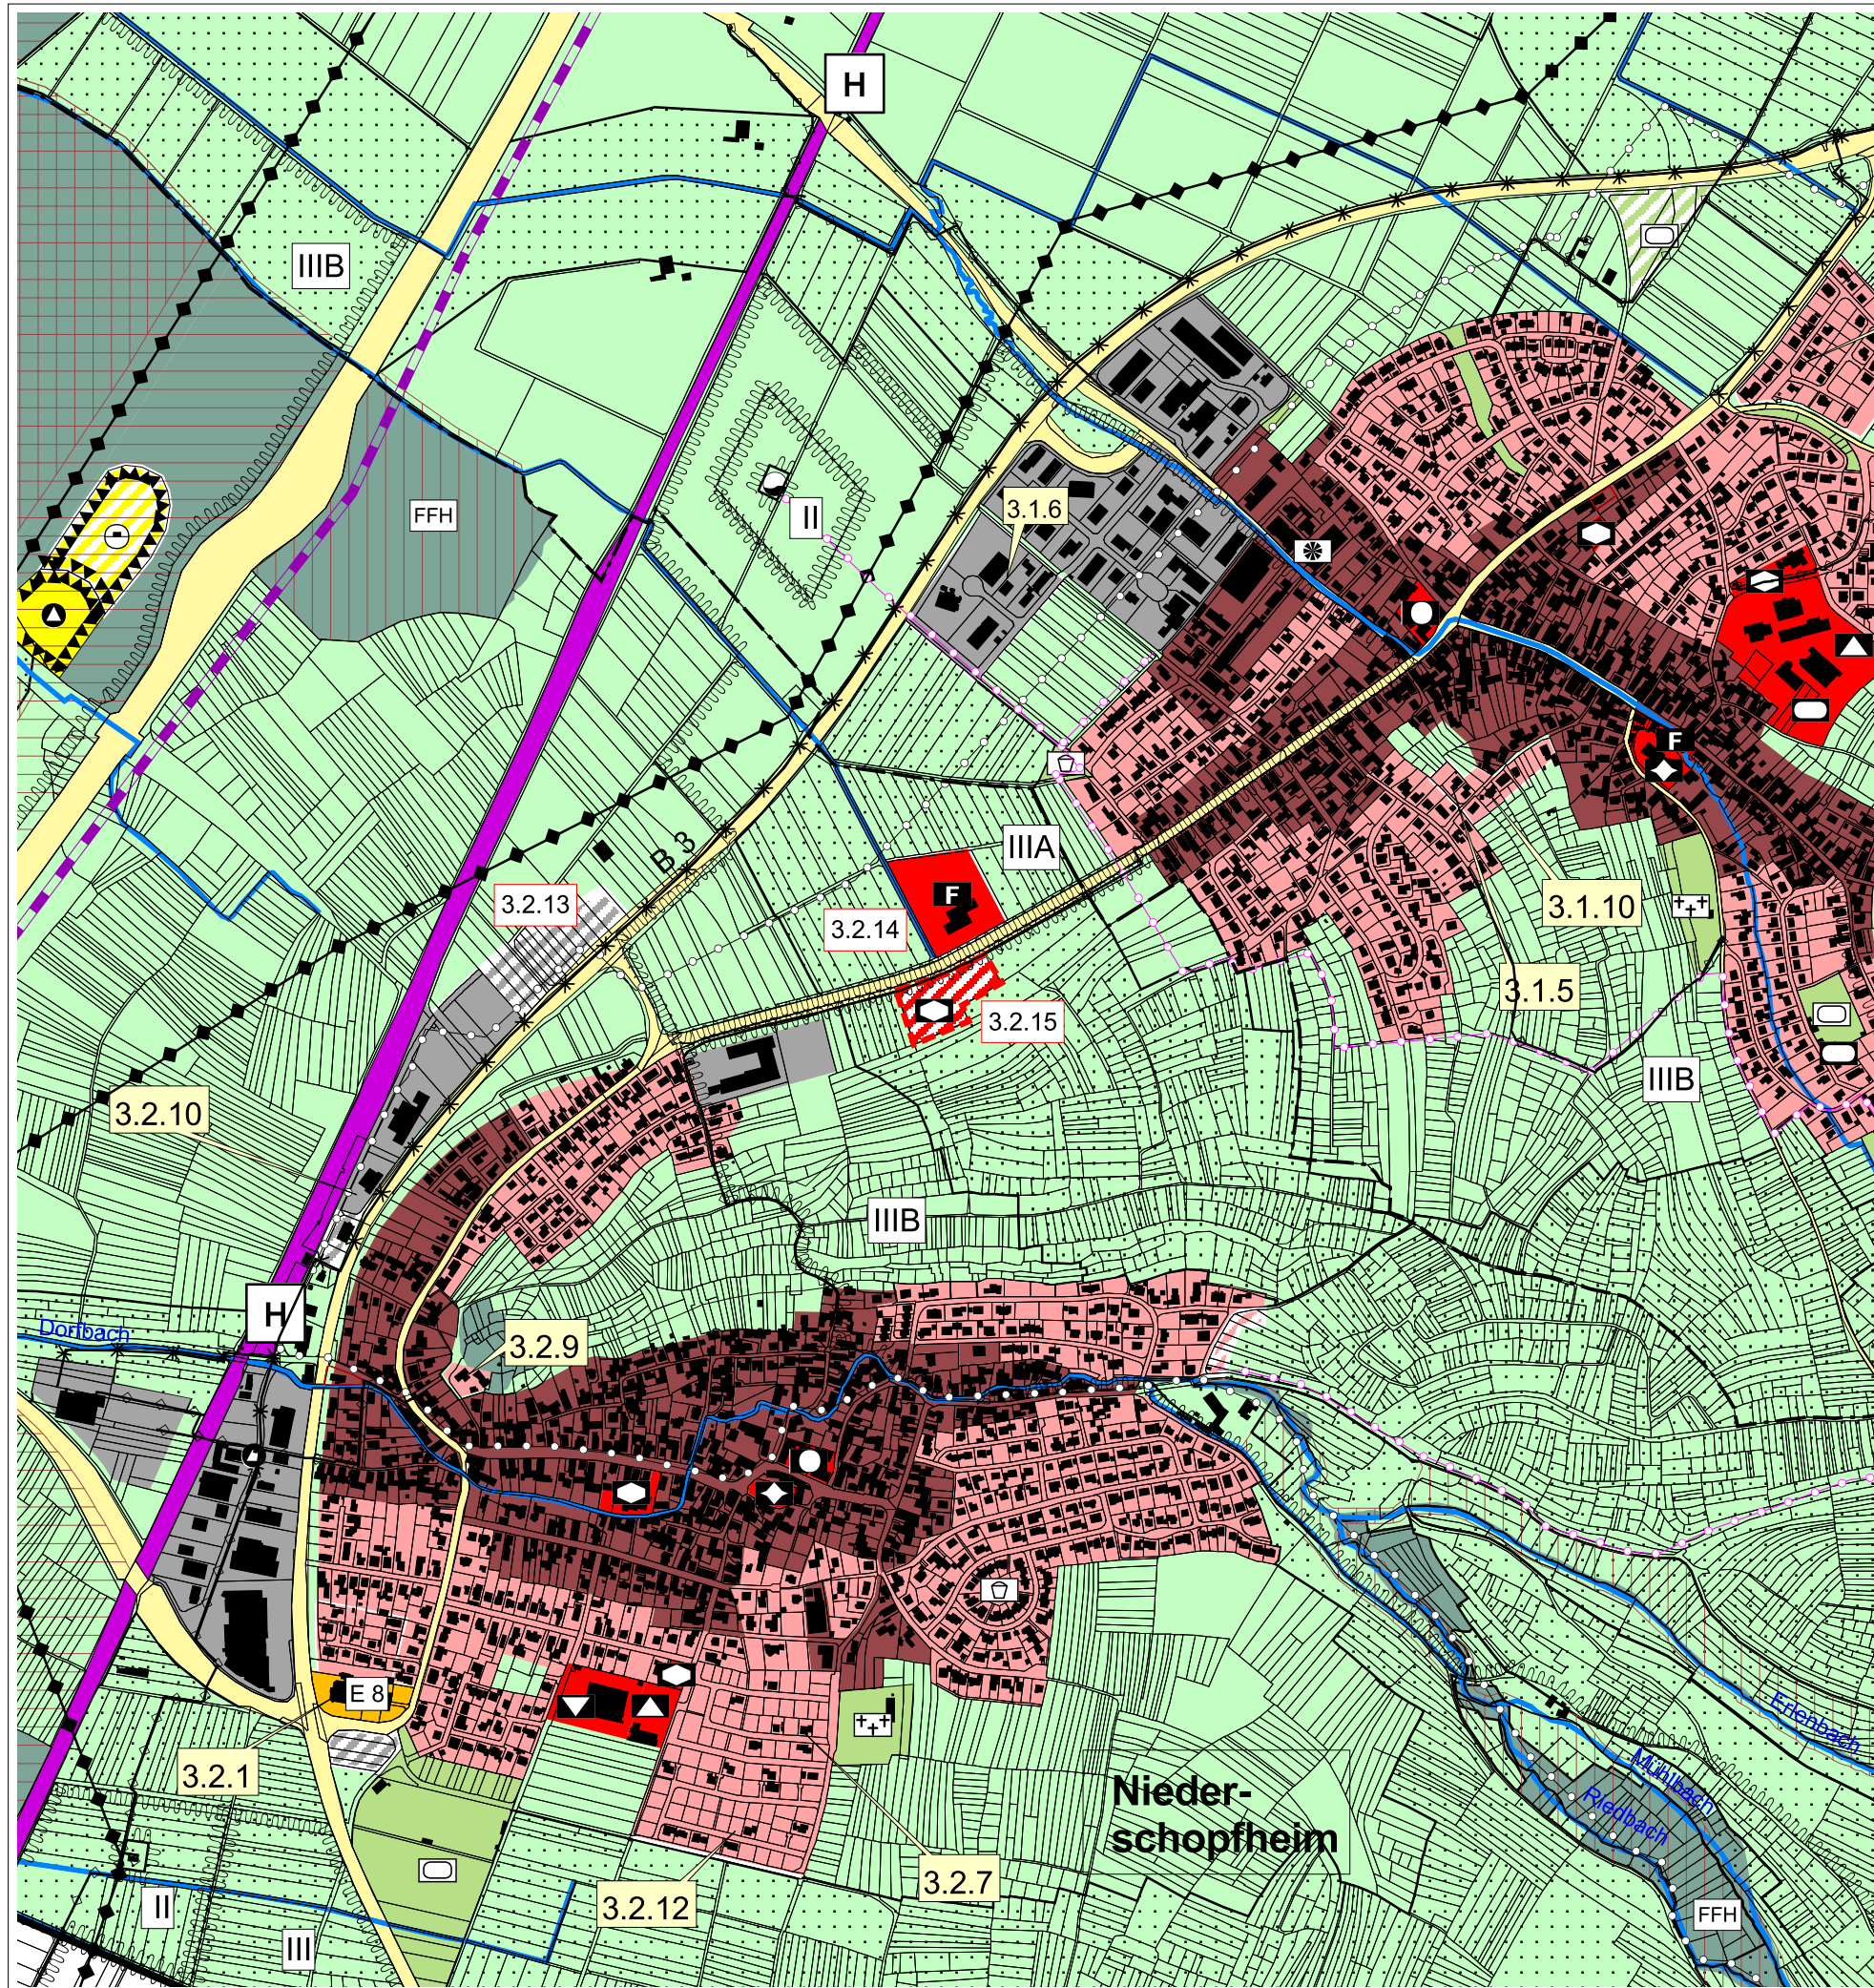 H
IIIB
FFH
II
3.1.6
F
B 3
IIIA
3.2.13
F
3.2.14
3.1.10
3.1.5
3.2.15
IIIB
3.2.10
IIIB
H
Dorfbach
3.2.9
E 8
3.2.1
Erlenbach
Mühlbach
Riedbach
Nieder-
schopfheim
3.2.7
3.2.12
II
III
FFH